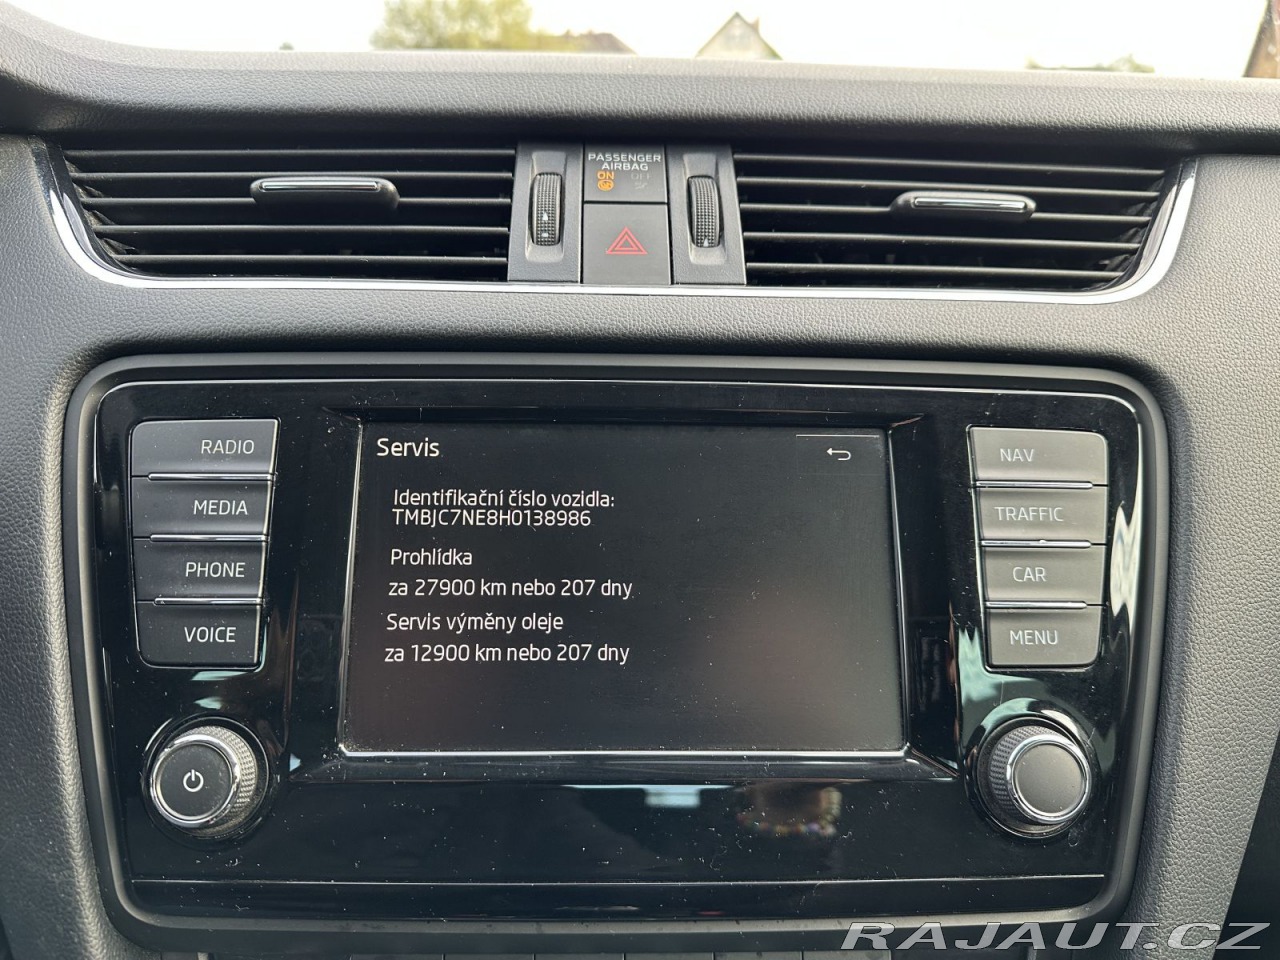 PASSENGER
AIRBAG
ON OFF
RADIO
MEDIA
PHONE
VOICE
Servis
Identifikační číslo vozidla:
TMBJC7NE8H0138986
Prohlídka
za 27900 km nebo 207 dny
Servis výměny oleje
za 12900 km nebo 207 dny
NAV
TRAFFIC
CAR
MENU
RAJAUT.CZ